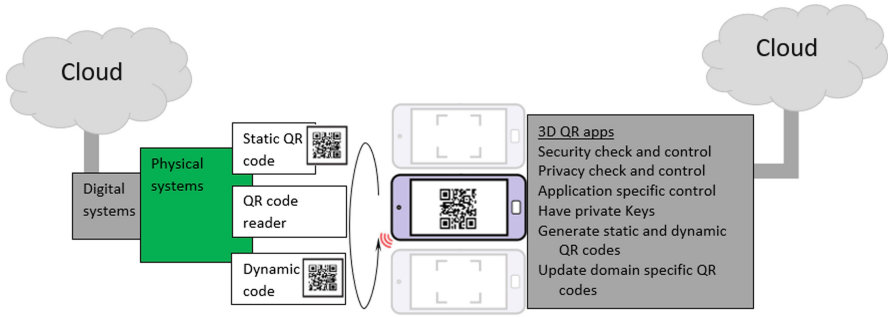 Cloud
Cloud
Digital
systems
Physical
systems
Static QR
code
QR code
reader
Dynamic
code
3D QR apps
Security check and control
Privacy check and control
Application specific control
Have private Keys
Generate static and dynamic
QR codes
Update domain specific QR
codes